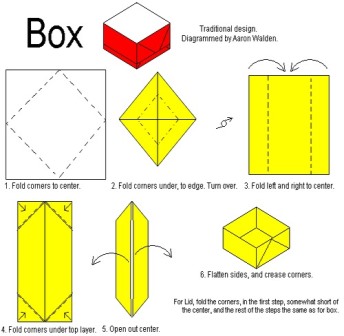 Box
Traditional design.
Diagrammed by Aaron Walden.
1. Fold corners to center.
2. Fold corners under, to edge. Turn over.
3. Fold left and right to center.
4. Fold corners under top layer.
5. Open out center.
6. Flatten sides, and crease corners.
For Lid, fold the corners, in the first step, somewhat short of
the center, and the rest of the steps the same as for box.